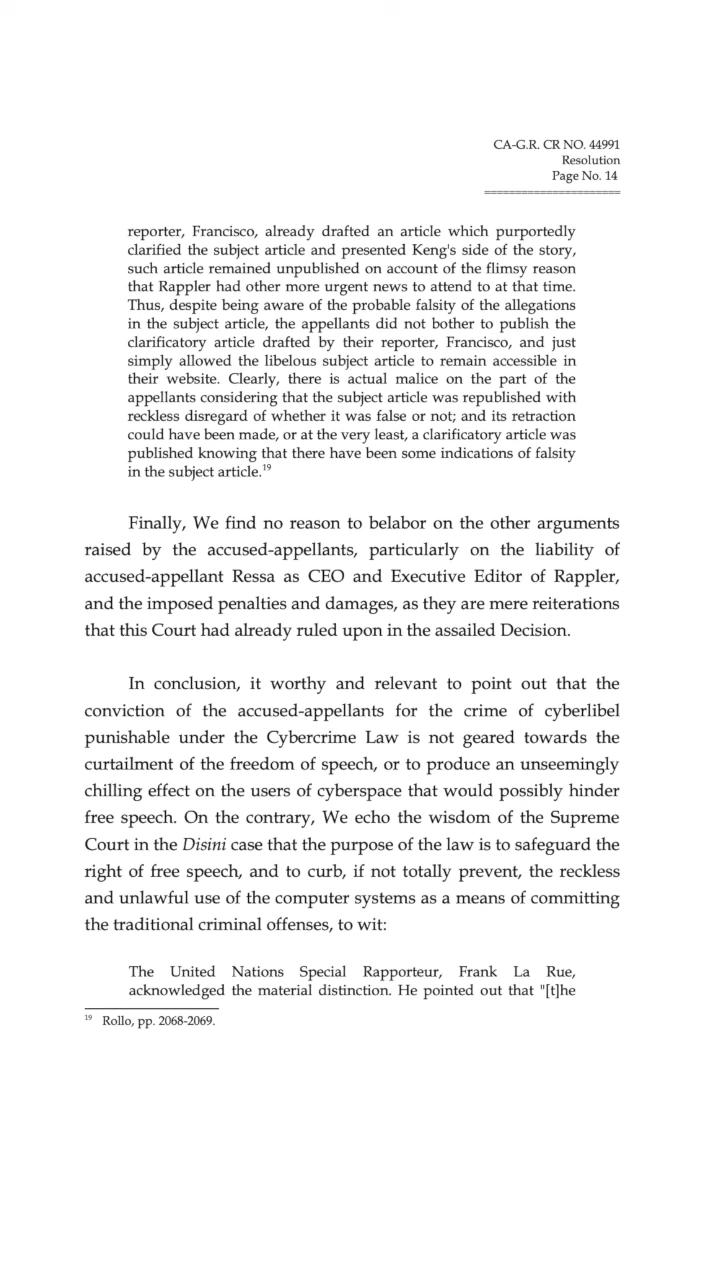 CA-G.R. CR NO. 44991
Resolution
Page No. 14
======================
reporter, Francisco, already drafted an article which purportedly
clarified the subject article and presented Keng's side of the story,
such article remained unpublished on account of the flimsy reason
that Rappler had other more urgent news to attend to at that time.
Thus, despite being aware of the probable falsity of the allegations
in the subject article, the appellants did not bother to publish the
clarificatory article drafted by their reporter, Francisco, and just
simply allowed the libelous subject article to remain accessible in
their website. Clearly, there is actual malice on the part of the
appellants considering that the subject article was republished with
reckless disregard of whether it was false or not; and its retraction
could have been made, or at the very least, a clarificatory article was
published knowing that there have been some indications of falsity
in the subject article.19
Finally, We find no reason to belabor on the other arguments
raised by the accused-appellants, particularly on the liability of
accused-appellant Ressa as CEO and Executive Editor of Rappler,
and the imposed penalties and damages, as they are mere reiterations
that this Court had already ruled upon in the assailed Decision.
In conclusion, it worthy and relevant to point out that the
conviction of the accused-appellants for the crime of cyberlibel
punishable under the Cybercrime Law is not geared towards the
curtailment of the freedom of speech, or to produce an unseemingly
chilling effect on the users of cyberspace that would possibly hinder
free speech. On the contrary, We echo the wisdom of the Supreme
Court in the Disini case that the purpose of the law is to safeguard the
right of free speech, and to curb, if not totally prevent, the reckless
and unlawful use of the computer systems as a means of committing
the traditional criminal offenses, to wit:
The United Nations Special Rapporteur, Frank La Rue,
acknowledged the material distinction. He pointed out that "[t]he
19 Rollo, pp. 2068-2069.